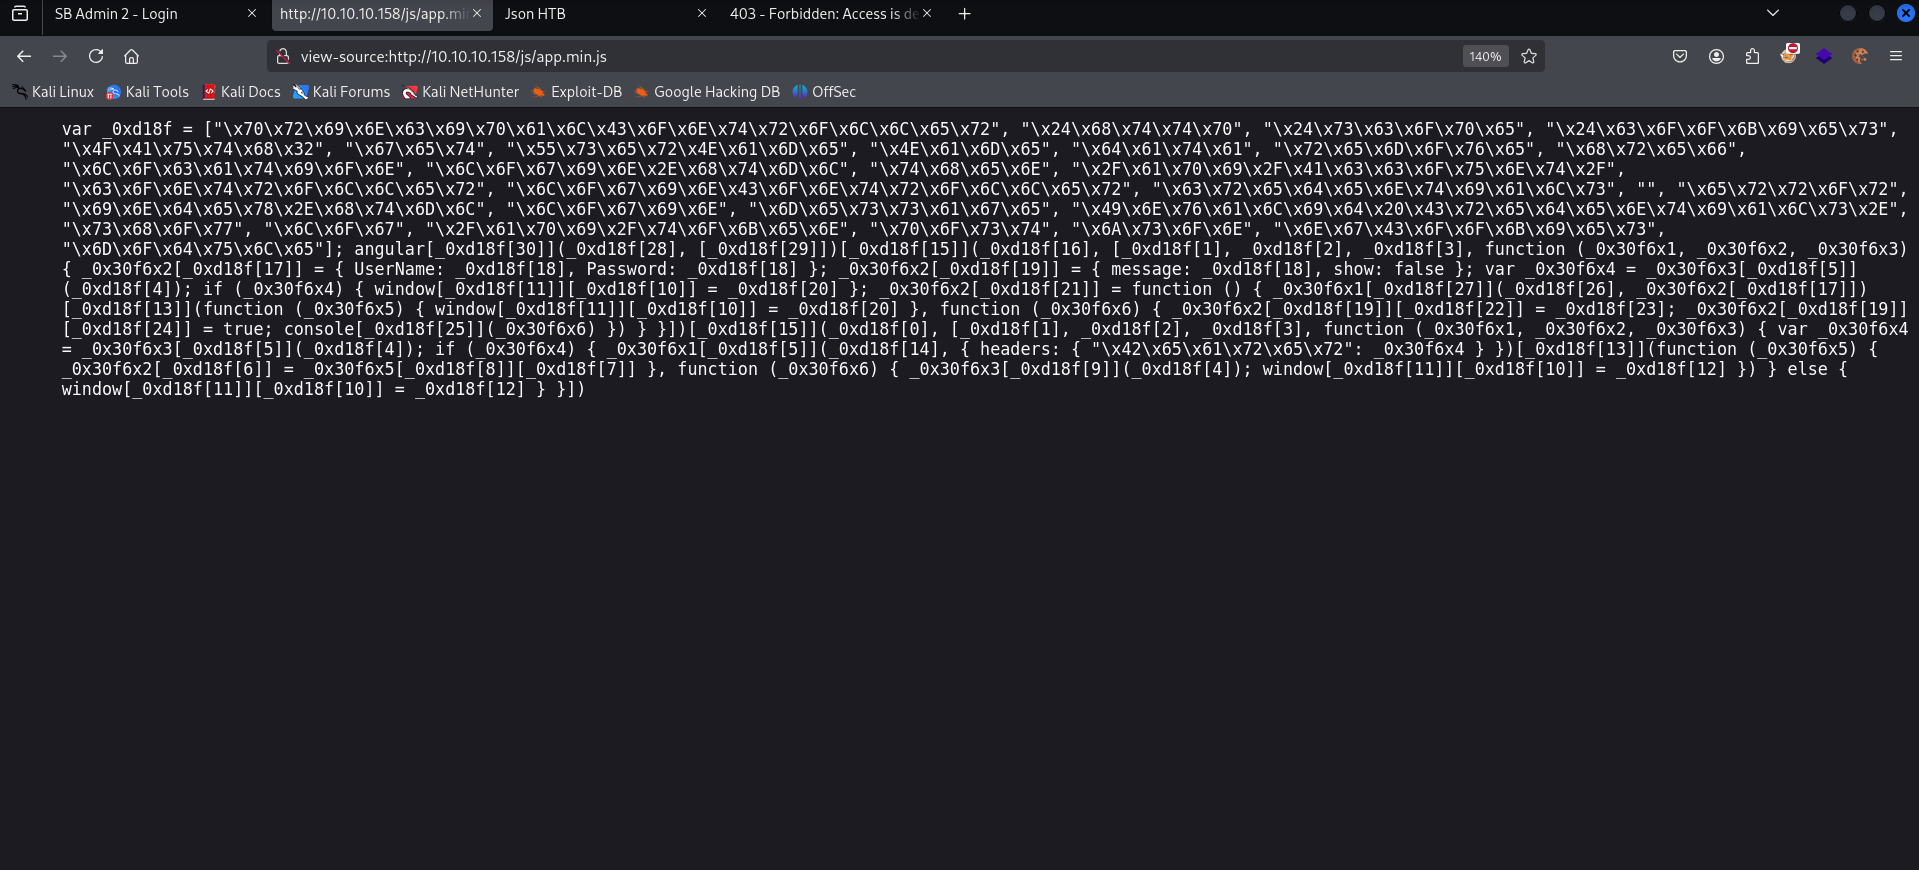 SB Admin 2 - Login
http://10.10.10.158/js/app.mi
Json HTB
403 - Forbidden: Access is de
view-source:http://10.10.10.158/js/app.min.js
140%
Kali Linux
Kali Tools
Kali Docs
Kali Forums
Kali NetHunter
Exploit-DB
Google Hacking DB
OffSec
var _0xd18f = ["\x70\x72\x69\x6E\x63\x69\x70\x61\x6C\x43\x6F\x6E\x74\x72\x6F\x6C\x6C\x65\x72", "\x24\x68\x74\x74\x70", "\x24\x73\x63\x6F\x70\x65", "\x24\x63\x6F\x6F\x6B\x69\x65\x73",
"\x4F\x41\x75\x74\x68\x32", "\x67\x65\x74", "\x55\x73\x65\x72\x4E\x61\x6D\x65", "\x4E\x61\x6D\x65", "\x64\x61\x74\x61", "\x72\x65\x6D\x6F\x76\x65", "\x68\x72\x65\x66",
"\x6C\x6F\x63\x61\x74\x69\x6F\x6E", "\x6C\x6F\x67\x69\x6E\x2E\x68\x74\x6D\x6C", "\x74\x68\x65\x6E", "\x2F\x61\x70\x69\x2F\x41\x63\x63\x6F\x75\x6E\x74\x2F",
"\x63\x6F\x6E\x74\x72\x6F\x6C\x6C\x65\x72", "\x6C\x6F\x67\x69\x6E\x43\x6F\x6E\x74\x72\x6F\x6C\x6C\x65\x72", "\x63\x72\x65\x64\x65\x6E\x74\x69\x61\x6C\x73", "", "\x65\x72\x72\x6F\x72",
"\x69\x6E\x64\x65\x78\x2E\x68\x74\x6D\x6C", "\x6C\x6F\x67\x69\x6E", "\x6D\x65\x73\x73\x61\x67\x65", "\x49\x6E\x76\x61\x6C\x69\x64\x20\x43\x72\x65\x64\x65\x6E\x74\x69\x61\x6C\x73\x2E",
"\x73\x68\x6F\x77", "\x6C\x6F\x67", "\x2F\x61\x70\x69\x2F\x74\x6F\x6B\x65\x6E", "\x70\x6F\x73\x74", "\x6A\x73\x6F\x6E", "\x6E\x67\x43\x6F\x6F\x6B\x69\x65\x73",
"\x6D\x6F\x64\x75\x6C\x65"]; angular[_0xd18f[30]](_0xd18f[28], [_0xd18f[29]])[_0xd18f[15]](_0xd18f[16], [_0xd18f[1], _0xd18f[2], _0xd18f[3], function (_0x30f6x1, _0x30f6x2, _0x30f6x3)
{ _0x30f6x2[_0xd18f[17]] = { UserName: _0xd18f[18], Password: _0xd18f[18] }; _0x30f6x2[_0xd18f[19]] = { message: _0xd18f[18], show: false }; var _0x30f6x4 = _0x30f6x3[_0xd18f[5]]
(_0xd18f[4]); if (_0x30f6x4) { window[_0xd18f[11]][_0xd18f[10]] = _0xd18f[20] }; _0x30f6x2[_0xd18f[21]] = function () { _0x30f6x1[_0xd18f[27]](_0xd18f[26], _0x30f6x2[_0xd18f[17]])
[_0xd18f[13]](function (_0x30f6x5) { window[_0xd18f[11]][_0xd18f[10]] = _0xd18f[20] }, function (_0x30f6x6) { _0x30f6x2[_0xd18f[19]][_0xd18f[22]] = _0xd18f[23]; _0x30f6x2[_0xd18f[19]]
[_0xd18f[24]] = true; console[_0xd18f[25]](_0x30f6x6) }) } }])[_0xd18f[15]](_0xd18f[0], [_0xd18f[1], _0xd18f[2], _0xd18f[3], function (_0x30f6x1, _0x30f6x2, _0x30f6x3) { var _0x30f6x4
= _0x30f6x3[_0xd18f[5]](_0xd18f[4]); if (_0x30f6x4) { _0x30f6x1[_0xd18f[5]](_0xd18f[14], { headers: { "\x42\x65\x61\x72\x65\x72": _0x30f6x4 } })[_0xd18f[13]](function (_0x30f6x5) {
_0x30f6x2[_0xd18f[6]] = _0x30f6x5[_0xd18f[8]][_0xd18f[7]] }, function (_0x30f6x6) { _0x30f6x3[_0xd18f[9]](_0xd18f[4]); window[_0xd18f[11]][_0xd18f[10]] = _0xd18f[12] }) } else {
window[_0xd18f[11]][_0xd18f[10]] = _0xd18f[12] } }])